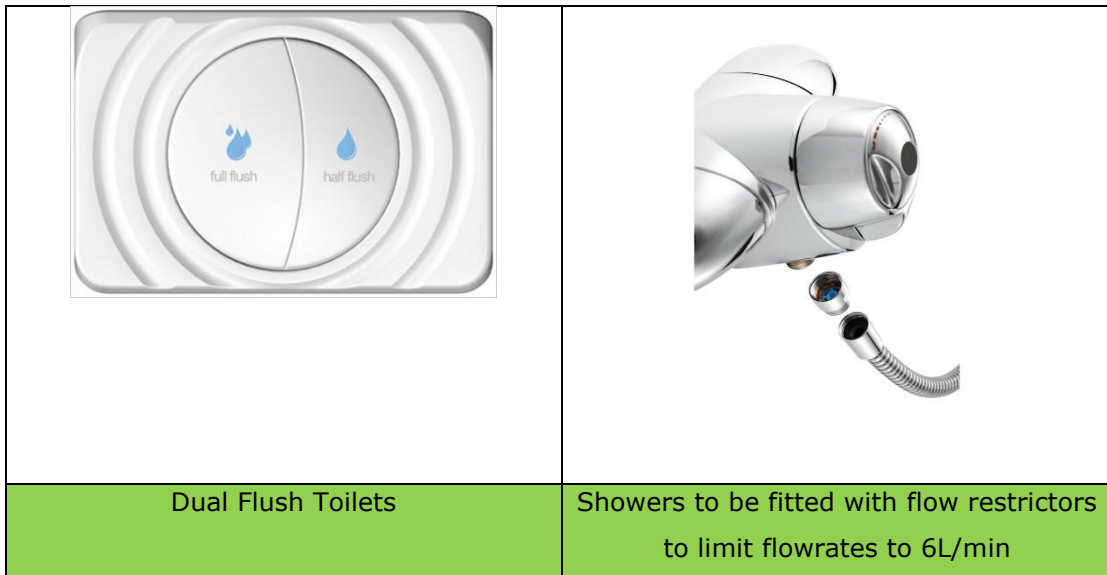 full flush
half flush
Dual Flush Toilets
Showers to be fitted with flow restrictors
to limit flowrates to 6L/min